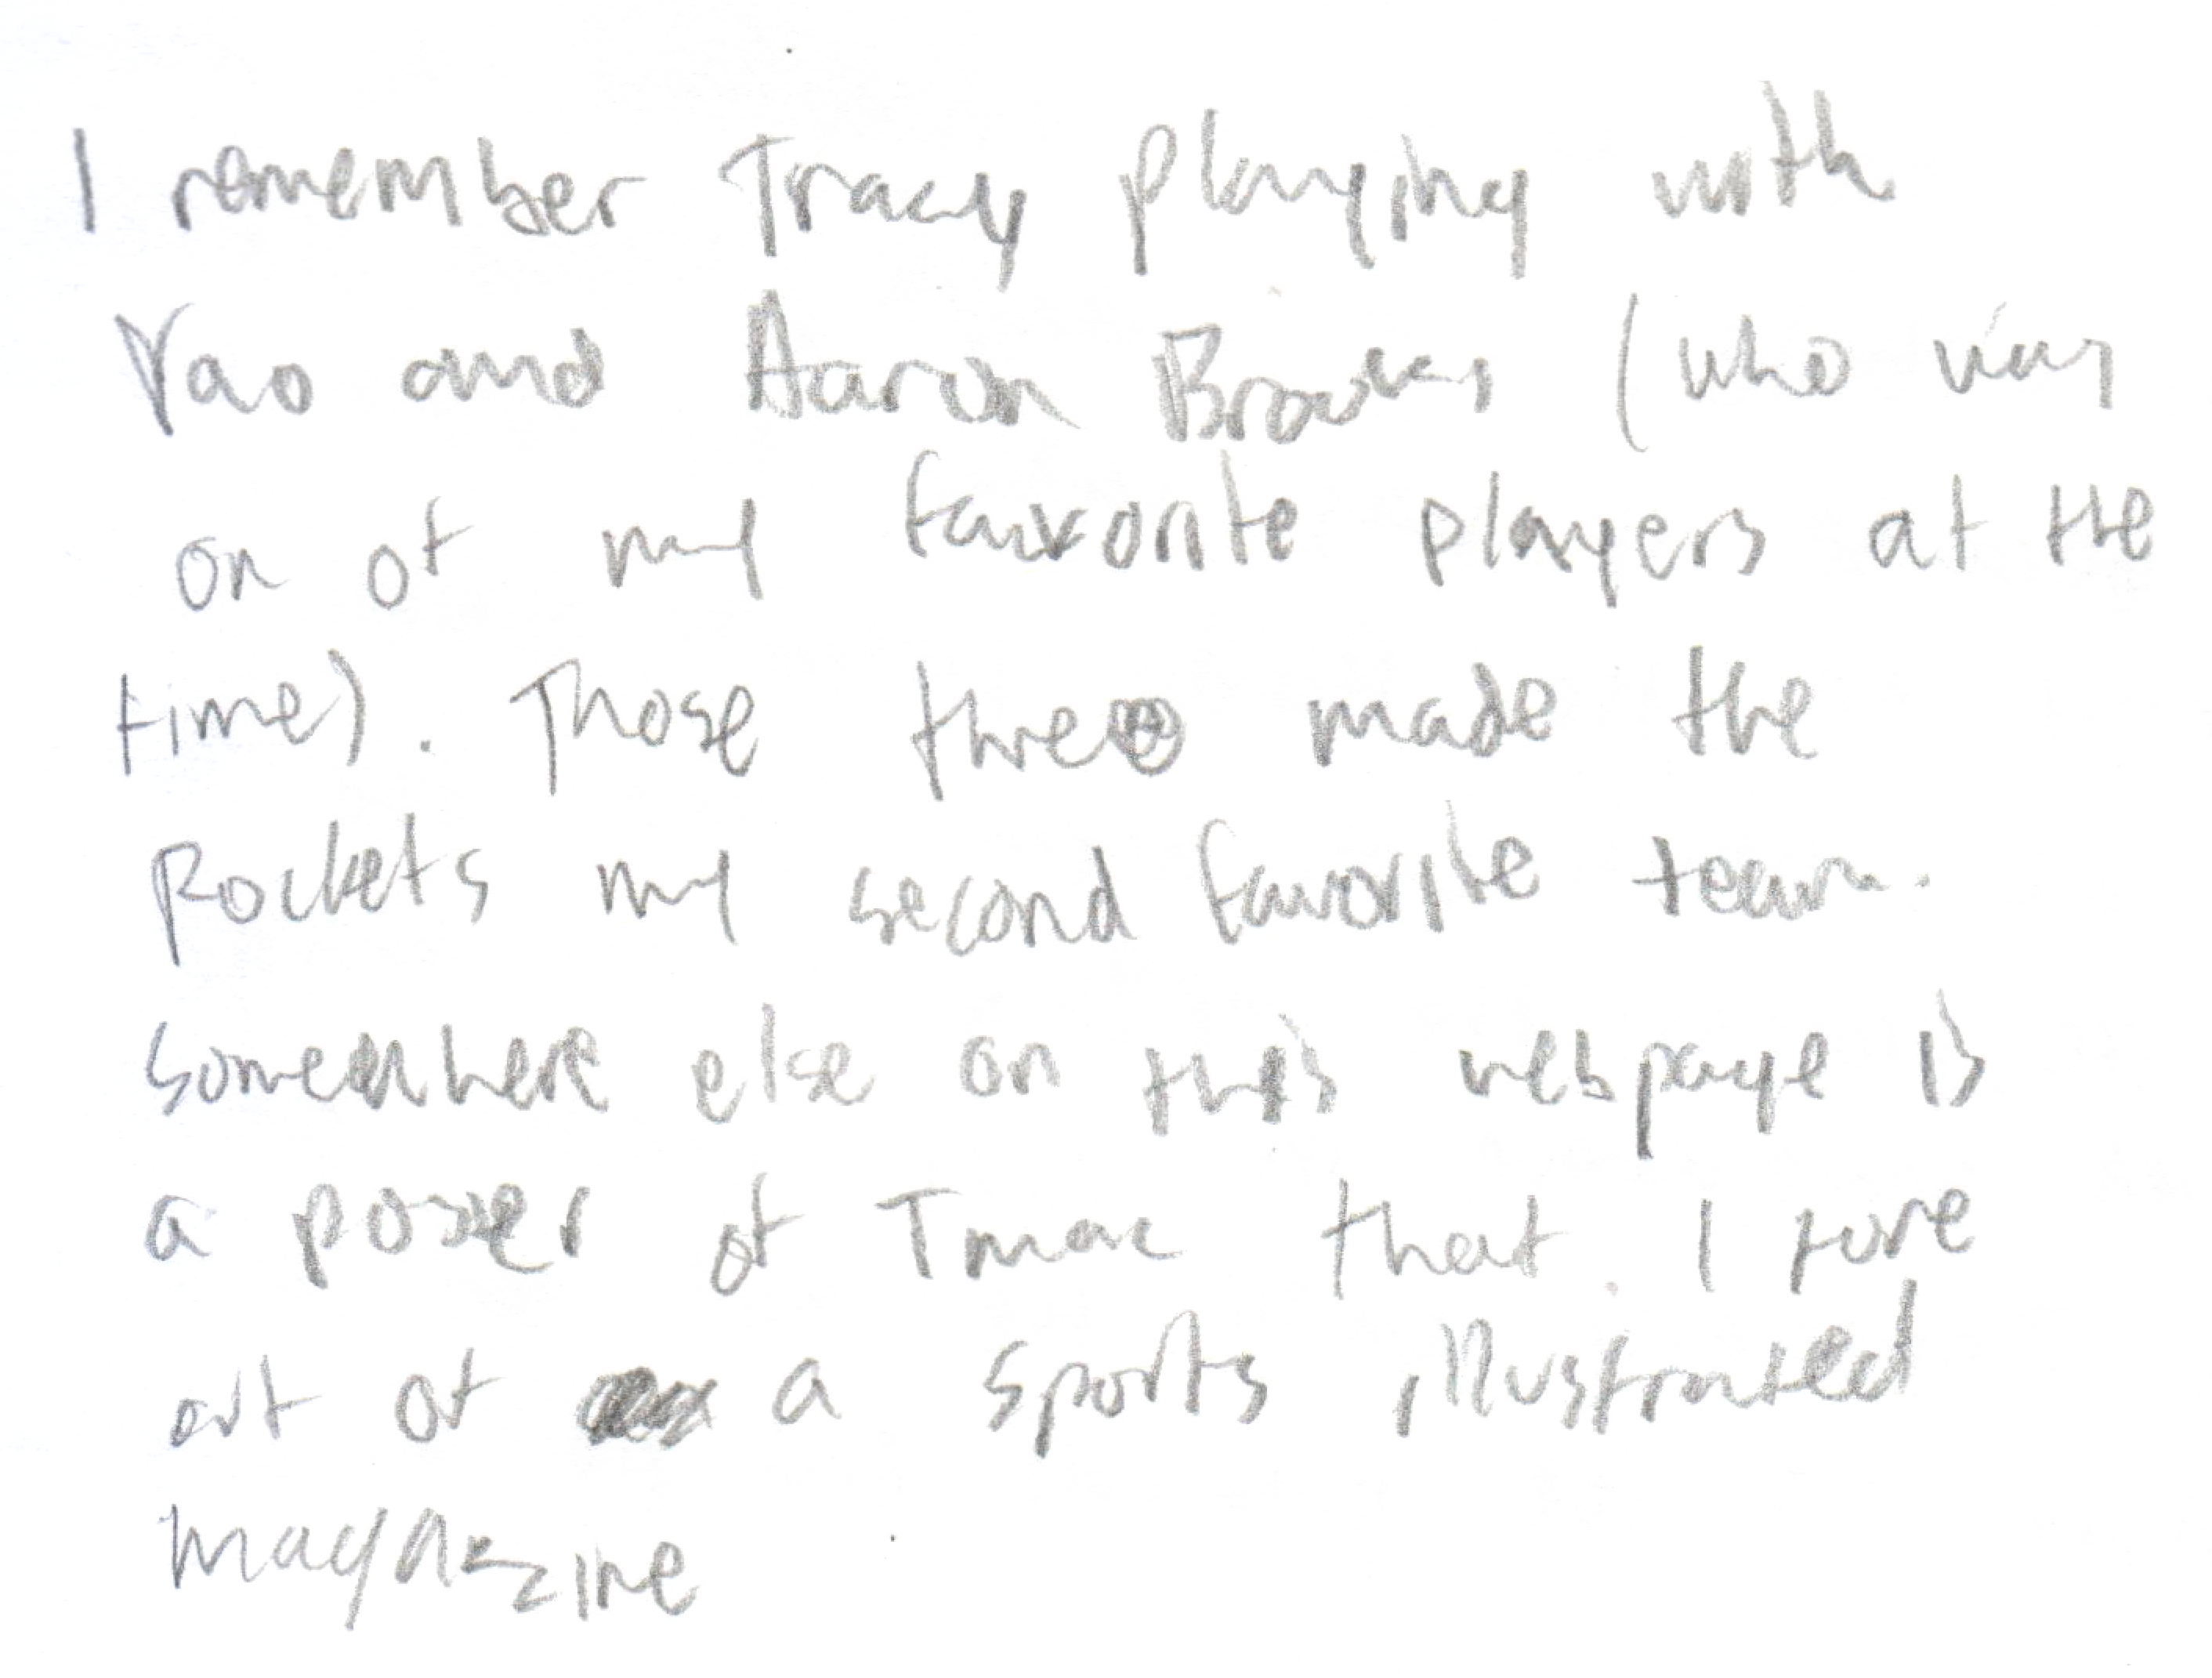 I remember Tracy playing with
Yao and Aaron Brooks (who was
on of my favorite players at the
time). Those three made the
Rockets my second favorite team.
Somewhere else on this webpage is
a poser of Tmac that I tore
out of a Sports illustrated
magazine